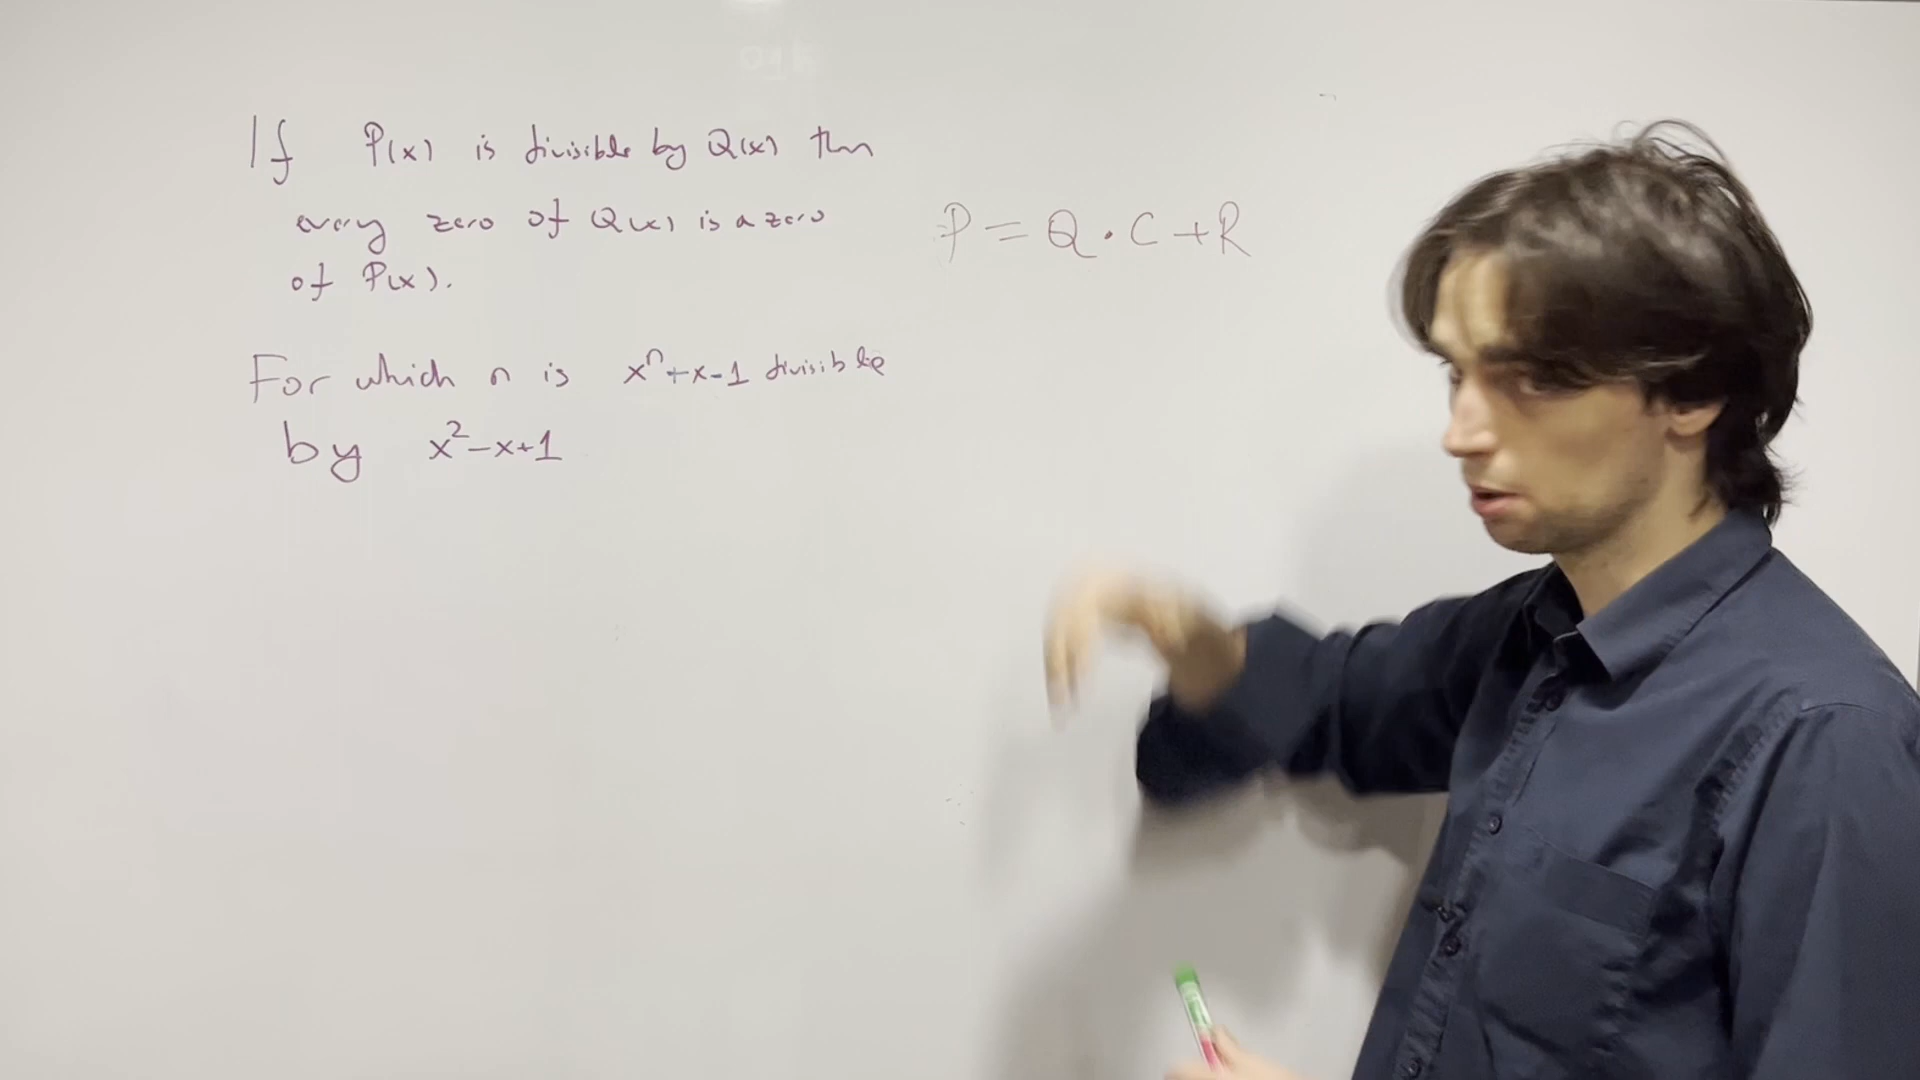 If P(x) is divisible by Q(x) then
every zero of Q(x) is a zero
of P(x).
P = Q · C + R
For which n is xⁿ+x-1 divisible
by x²-x+1